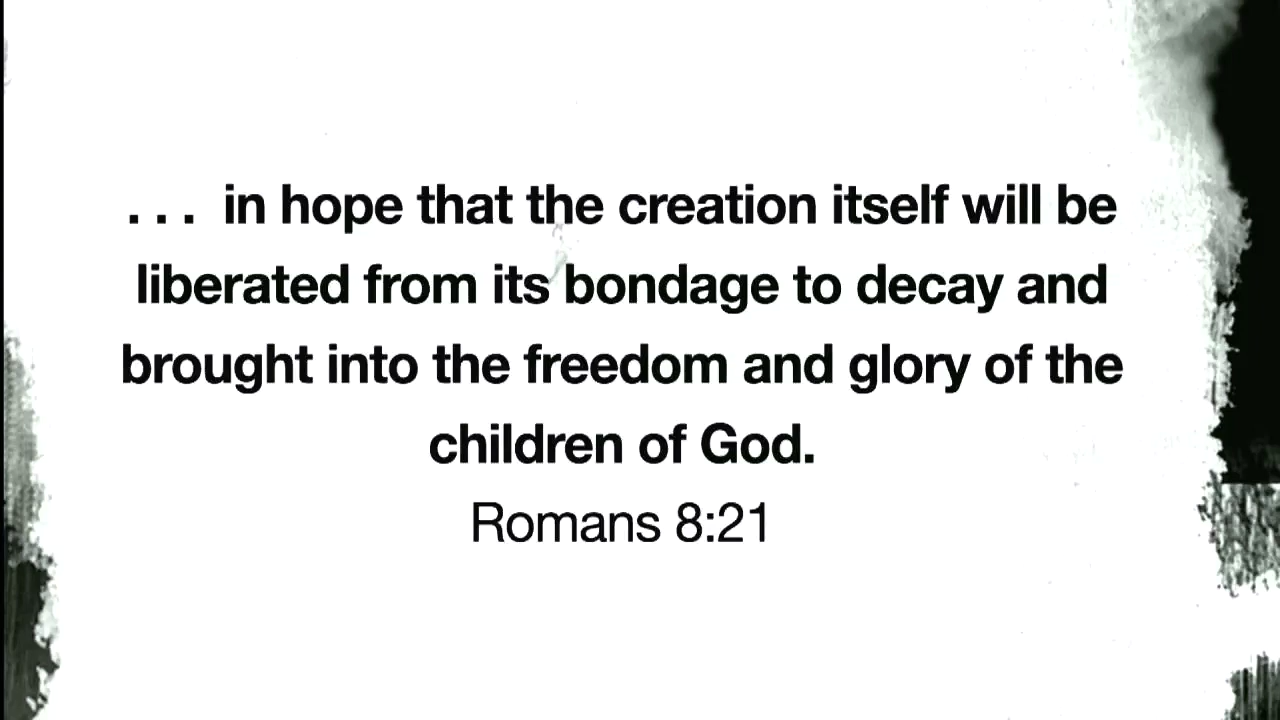 . . . in hope that the creation itself will be
liberated from its bondage to decay and
brought into the freedom and glory of the
children of God.
Romans 8:21